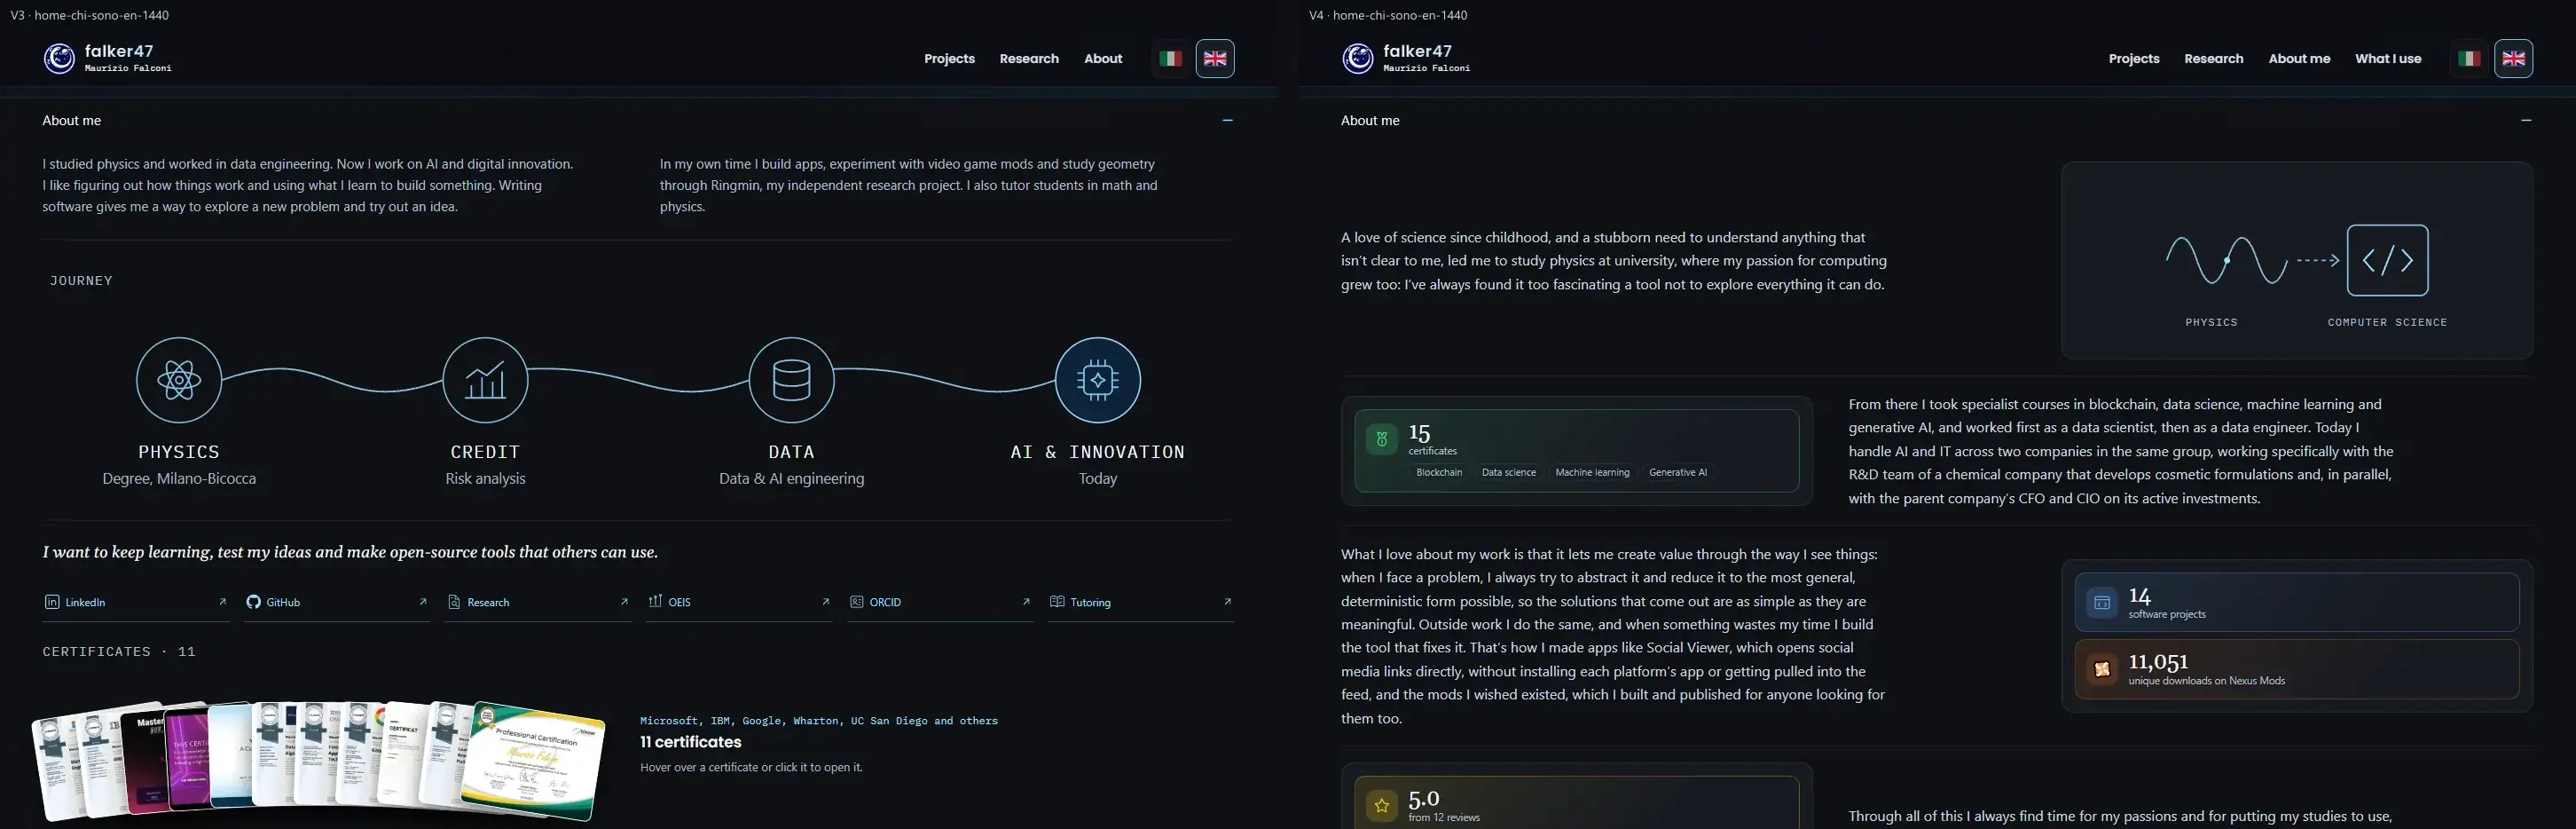 V3 · home-chi-sono-en-1440
falker47
Maurizio Falconi
Projects
Research
About
About me
I studied physics and worked in data engineering. Now I work on AI and digital innovation.
I like figuring out how things work and using what I learn to build something. Writing
software gives me a way to explore a new problem and try out an idea.
In my own time I build apps, experiment with video game mods and study geometry
through Ringmin, my independent research project. I also tutor students in math and
physics.
JOURNEY
PHYSICS
Degree, Milano-Bicocca
CREDIT
Risk analysis
DATA
Data & AI engineering
AI & INNOVATION
Today
I want to keep learning, test my ideas and make open-source tools that others can use.
LinkedIn
GitHub
Research
OEIS
ORCID
Tutoring
CERTIFICATES · 11
Master
THIS CERTI
CERTIFICAT
Professional Certification
Microsoft, IBM, Google, Wharton, UC San Diego and others
11 certificates
Hover over a certificate or click it to open it.
V4 · home-chi-sono-en-1440
falker47
Maurizio Falconi
Projects
Research
About me
What I use
About me
A love of science since childhood, and a stubborn need to understand anything that
isn’t clear to me, led me to study physics at university, where my passion for computing
grew too: I’ve always found it too fascinating a tool not to explore everything it can do.
</>
PHYSICS
COMPUTER SCIENCE
15
certificates
Blockchain
Data science
Machine learning
Generative AI
From there I took specialist courses in blockchain, data science, machine learning and
generative AI, and worked first as a data scientist, then as a data engineer. Today I
handle AI and IT across two companies in the same group, working specifically with the
R&D team of a chemical company that develops cosmetic formulations and, in parallel,
with the parent company’s CFO and CIO on its active investments.
What I love about my work is that it lets me create value through the way I see things:
when I face a problem, I always try to abstract it and reduce it to the most general,
deterministic form possible, so the solutions that come out are as simple as they are
meaningful. Outside work I do the same, and when something wastes my time I build
the tool that fixes it. That’s how I made apps like Social Viewer, which opens social
media links directly, without installing each platform’s app or getting pulled into the
feed, and the mods I wished existed, which I built and published for anyone looking for
them too.
14
software projects
11,051
unique downloads on Nexus Mods
5.0
from 12 reviews
Through all of this I always find time for my passions and for putting my studies to use,